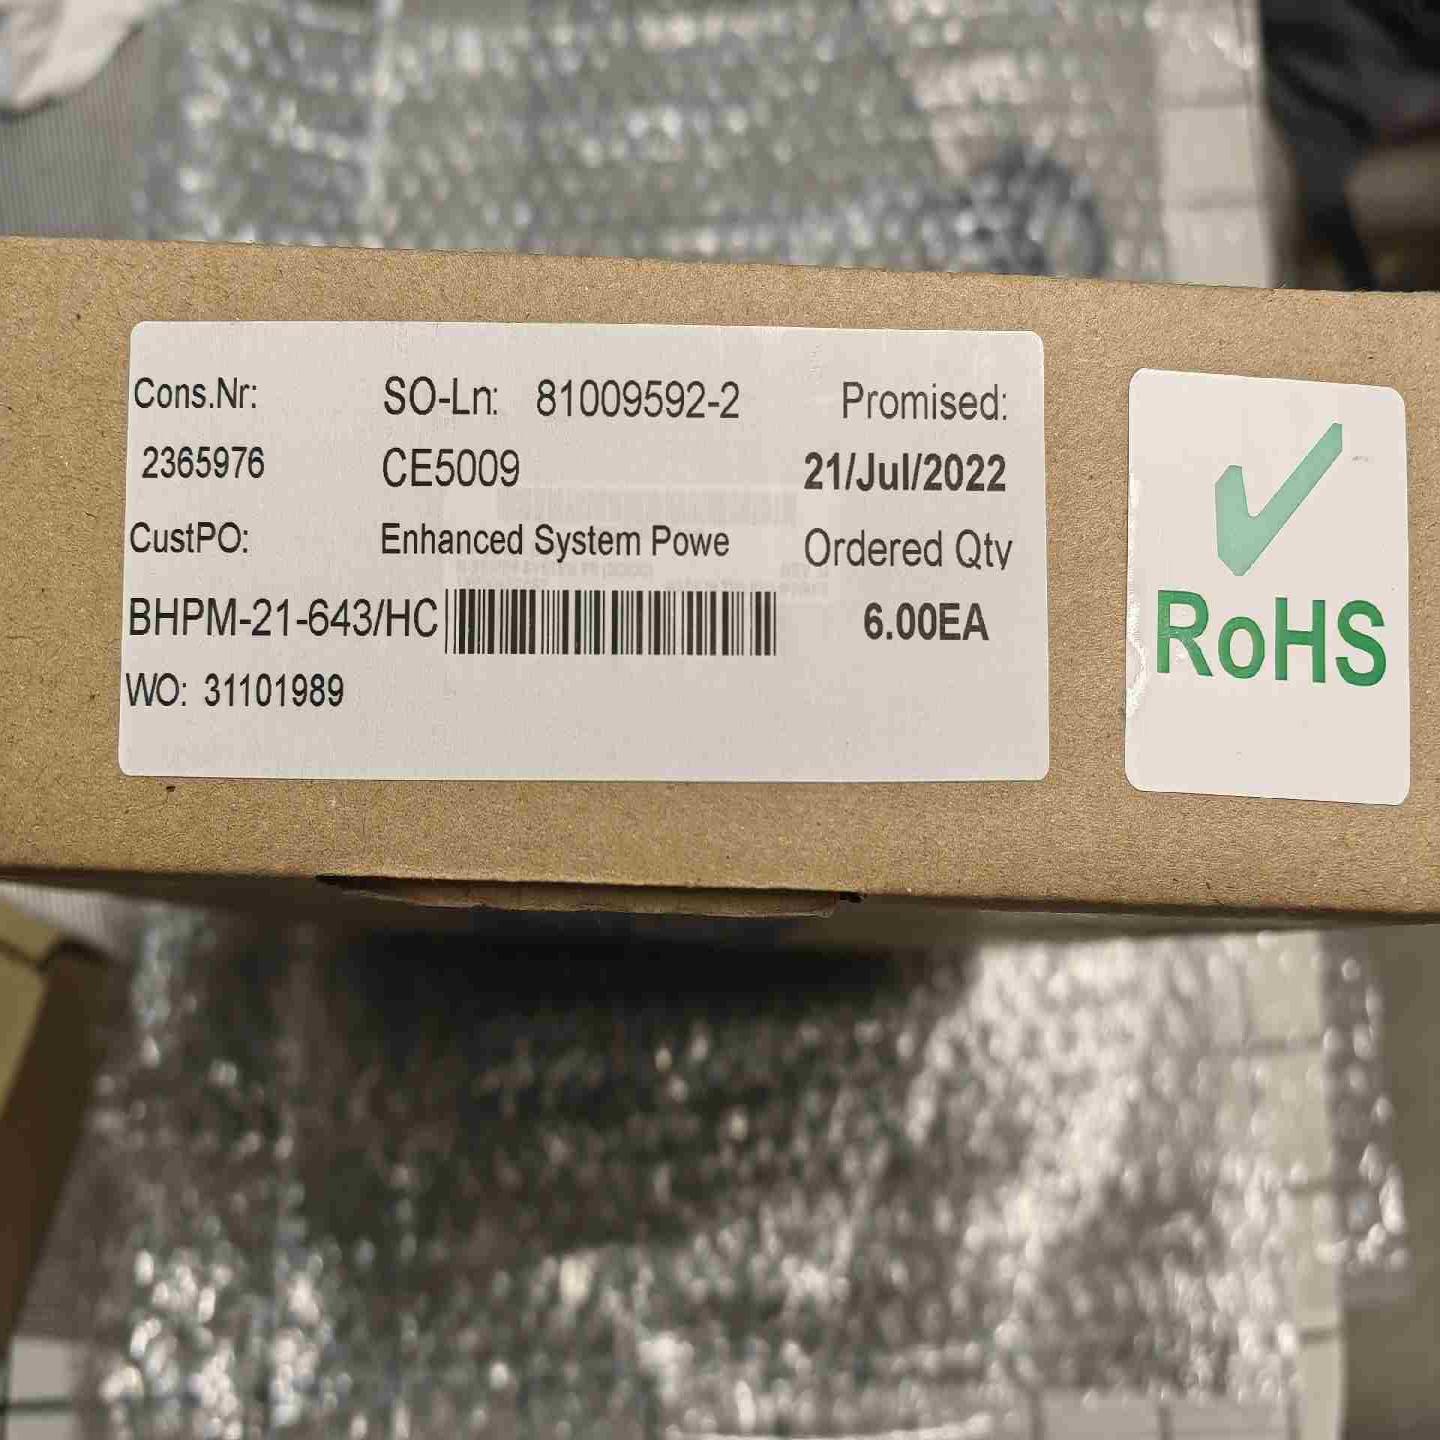 Cons.Nr: SO-Ln: 81009592-2 Promised:
2365976 CE5009 21/Jul/2022
CustPO: Enhanced System Powe Ordered Qty
BHPM-21-643/HC 6.00EA
WO: 31101989
RoHS